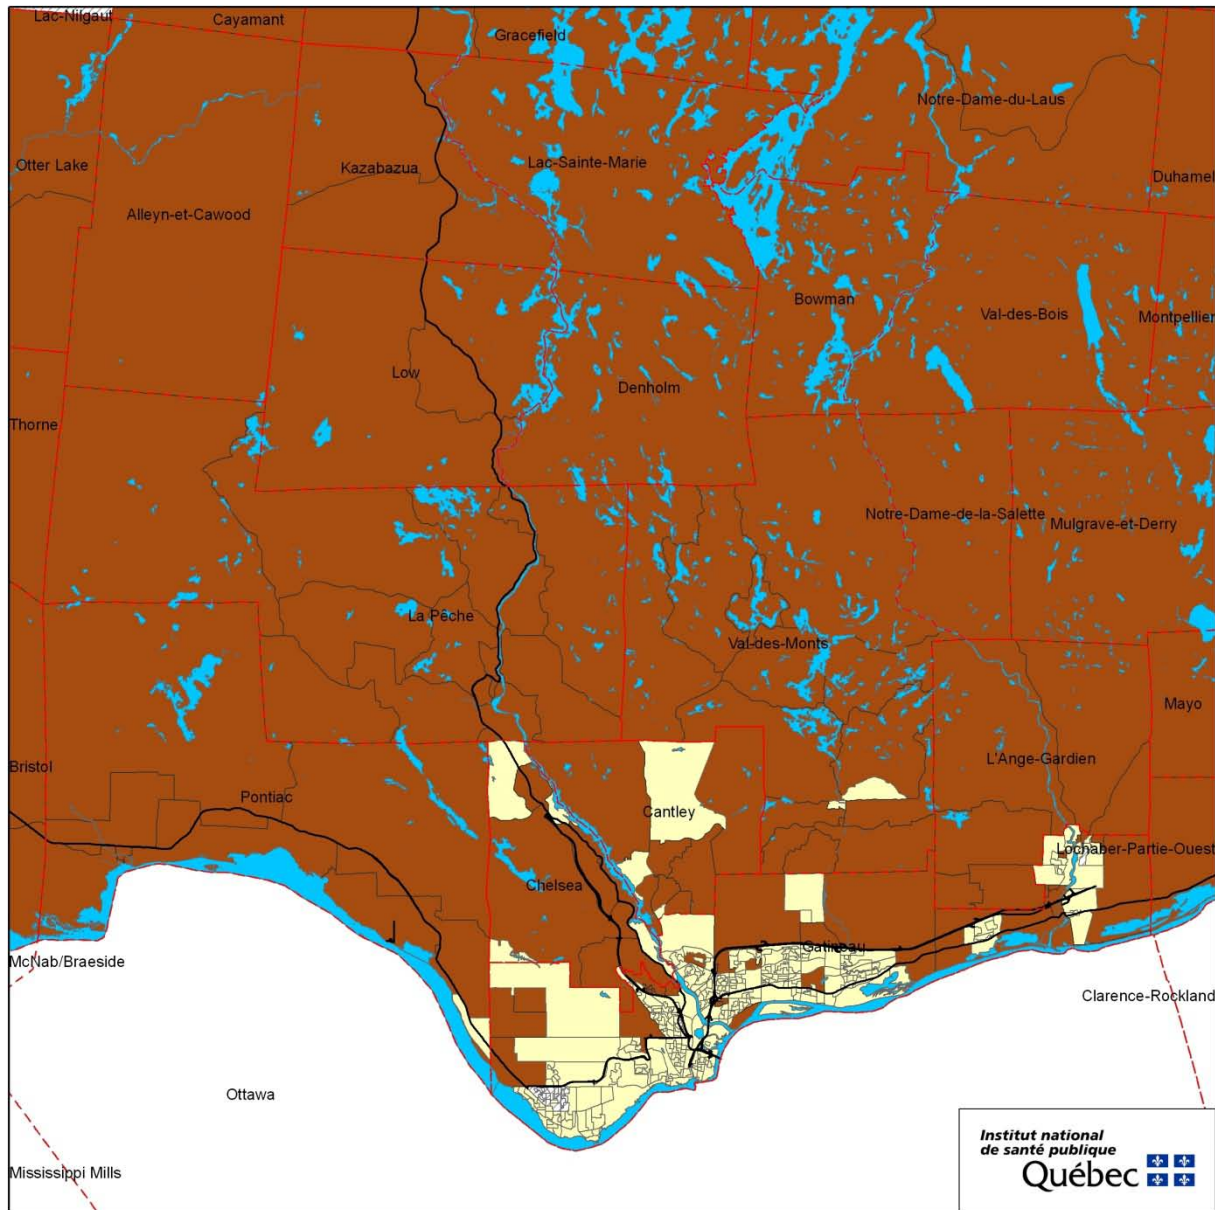 Lac-Nilgaut
Cayamant
Gracefield
Notre-Dame-du-Laus
Otter Lake
Kazabazua
Lac-Sainte-Marie
Duhamel
Alleyn-et-Cawood
Bowman
Val-des-Bois
Montpellier
Low
Denholm
Thorne
Notre-Dame-de-la-Salette
Mulgrave-et-Derry
La Pêche
Val-des-Monts
Mayo
Bristol
L'Ange-Gardien
Pontiac
Cantley
Lochaber-Partie-Ouest
Chelsea
Gatineau
McNab/Braeside
Clarence-Rockland
Ottawa
Mississippi Mills
Institut national
de santé publique
Québec